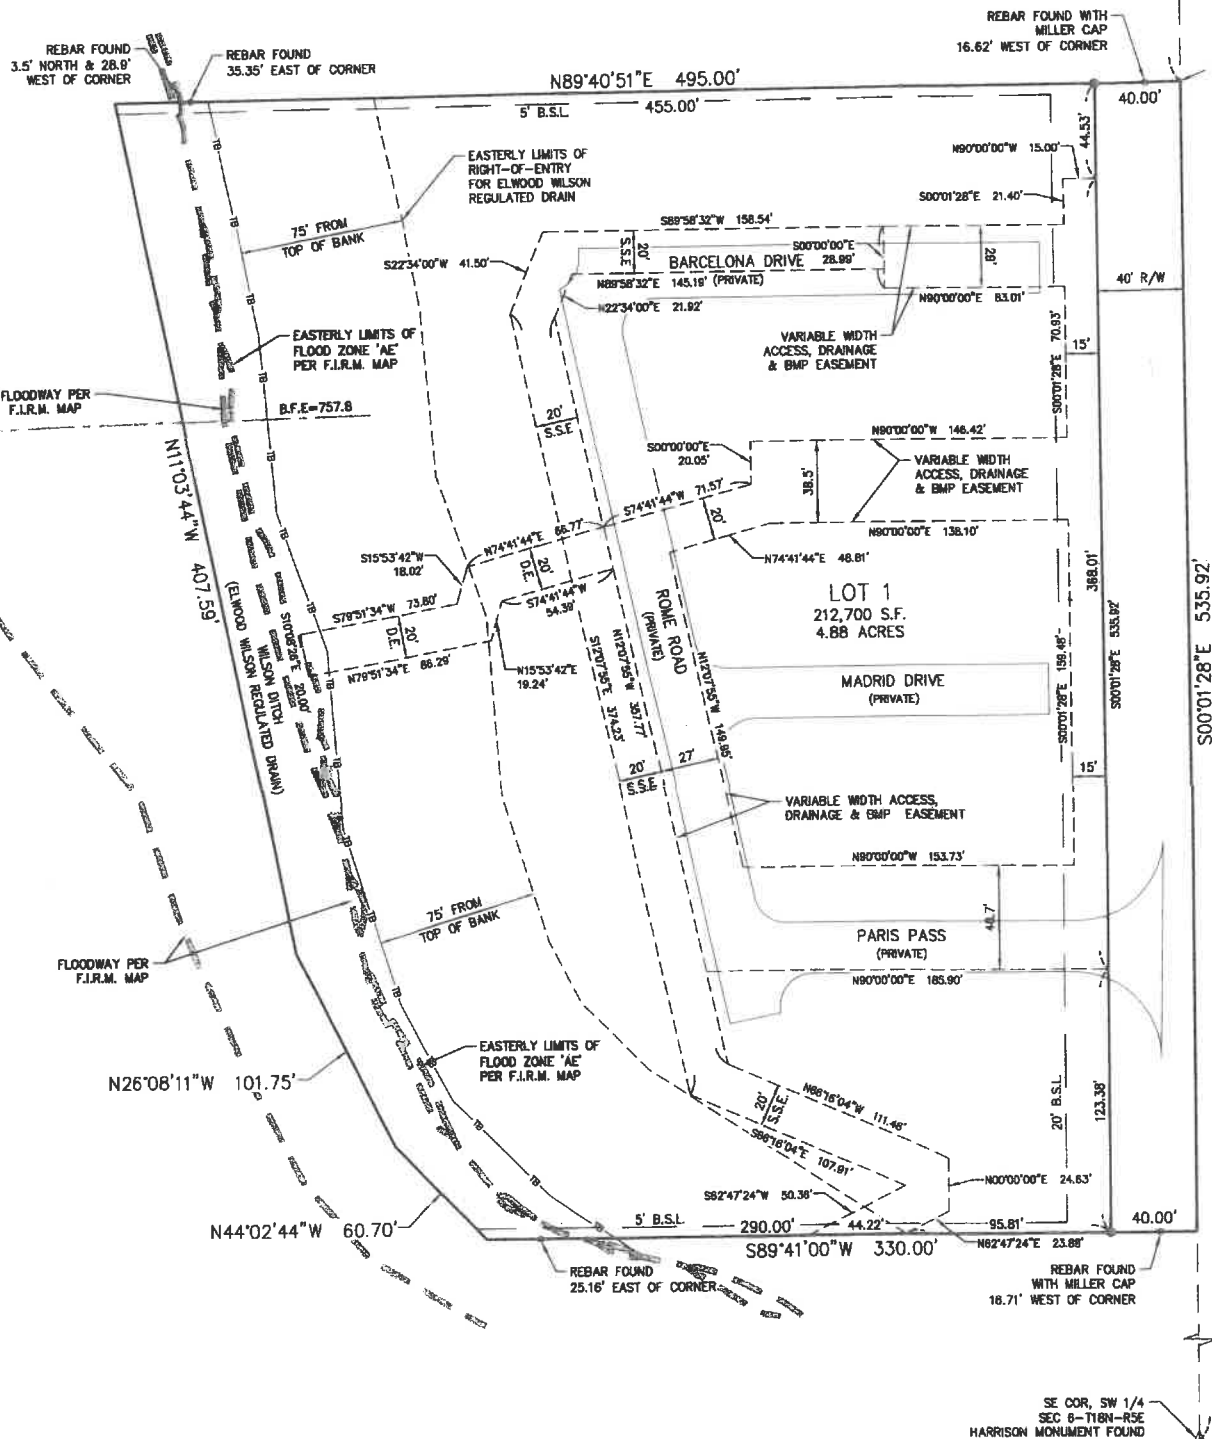 REBAR FOUND WITH
MILLER CAP
16.62' WEST OF CORNER
REBAR FOUND
3.5' NORTH & 28.9'
WEST OF CORNER
REBAR FOUND
35.35' EAST OF CORNER
N89°40'51"E 495.00'
5' B.S.L.
455.00'
40.00'
44.53'
N90°00'00"W 15.00'
S00°01'28"E 21.40'
EASTERLY LIMITS OF
RIGHT-OF-ENTRY
FOR ELWOOD WILSON
REGULATED DRAIN
75' FROM
TOP OF BANK
S22°34'00"W 41.50'
S89°58'32"W 158.54'
20'
S.S.E
S00°00'00"E
28.99'
BARCELONA DRIVE
(PRIVATE)
N89°58'32"E 145.19'
29'
N90°00'00"E 83.01'
40' R/W
N22°34'00"E 21.92'
VARIABLE WIDTH
ACCESS, DRAINAGE
& BMP EASEMENT
S00°01'28"E 70.93'
15'
EASTERLY LIMITS OF
FLOOD ZONE 'AE'
PER F.I.R.M. MAP
FLOODWAY PER
F.I.R.M. MAP
B.F.E=757.8
20'
S.S.E
N90°00'00"W 146.42'
S00°00'00"E
20.05'
38.5'
VARIABLE WIDTH
ACCESS, DRAINAGE
& BMP EASEMENT
N11°03'44"W 407.59'
S74°41'44"W 71.57'
20'
N90°00'00"E 138.10'
N74°41'44"E 48.81'
N74°41'44"E 66.77'
S15°53'42"W
18.02'
20'
D.E.
S74°41'44"W
54.39'
S79°51'34"W 73.80'
20'
D.E.
N79°51'34"E 86.29'
N15°53'42"E
19.24'
S10°08'26"E 20.00'
WILSON DITCH
(ELWOOD WILSON REGULATED DRAIN)
ROME ROAD
(PRIVATE)
LOT 1
212,700 S.F.
4.88 ACRES
368.01'
S00°01'28"E 535.92'
S00°01'28"E 535.92'
S00°01'28"E 159.48'
MADRID DRIVE
(PRIVATE)
N12°07'55"W 149.95'
N12°07'55"W 357.77'
S12°07'55"E 374.23'
20'
S.S.E
27'
15'
VARIABLE WIDTH ACCESS,
DRAINAGE & BMP EASEMENT
N90°00'00"W 153.73'
48.7'
75' FROM
TOP OF BANK
PARIS PASS
(PRIVATE)
N90°00'00"E 185.90'
FLOODWAY PER
F.I.R.M. MAP
EASTERLY LIMITS OF
FLOOD ZONE 'AE'
PER F.I.R.M. MAP
N26°08'11"W 101.75'
20'
S.S.E.
N66°16'04"W 111.46'
S66°16'04"E 107.91'
20' B.S.L
123.38'
N00°00'00"E 24.63'
S62°47'24"W 50.36'
N44°02'44"W 60.70'
5' B.S.L
290.00'
44.22'
95.81'
40.00'
S89°41'00"W 330.00'
N62°47'24"E 23.88'
REBAR FOUND
25.16' EAST OF CORNER
REBAR FOUND
WITH MILLER CAP
16.71' WEST OF CORNER
SE COR, SW 1/4
SEC 6-T18N-R5E
HARRISON MONUMENT FOUND